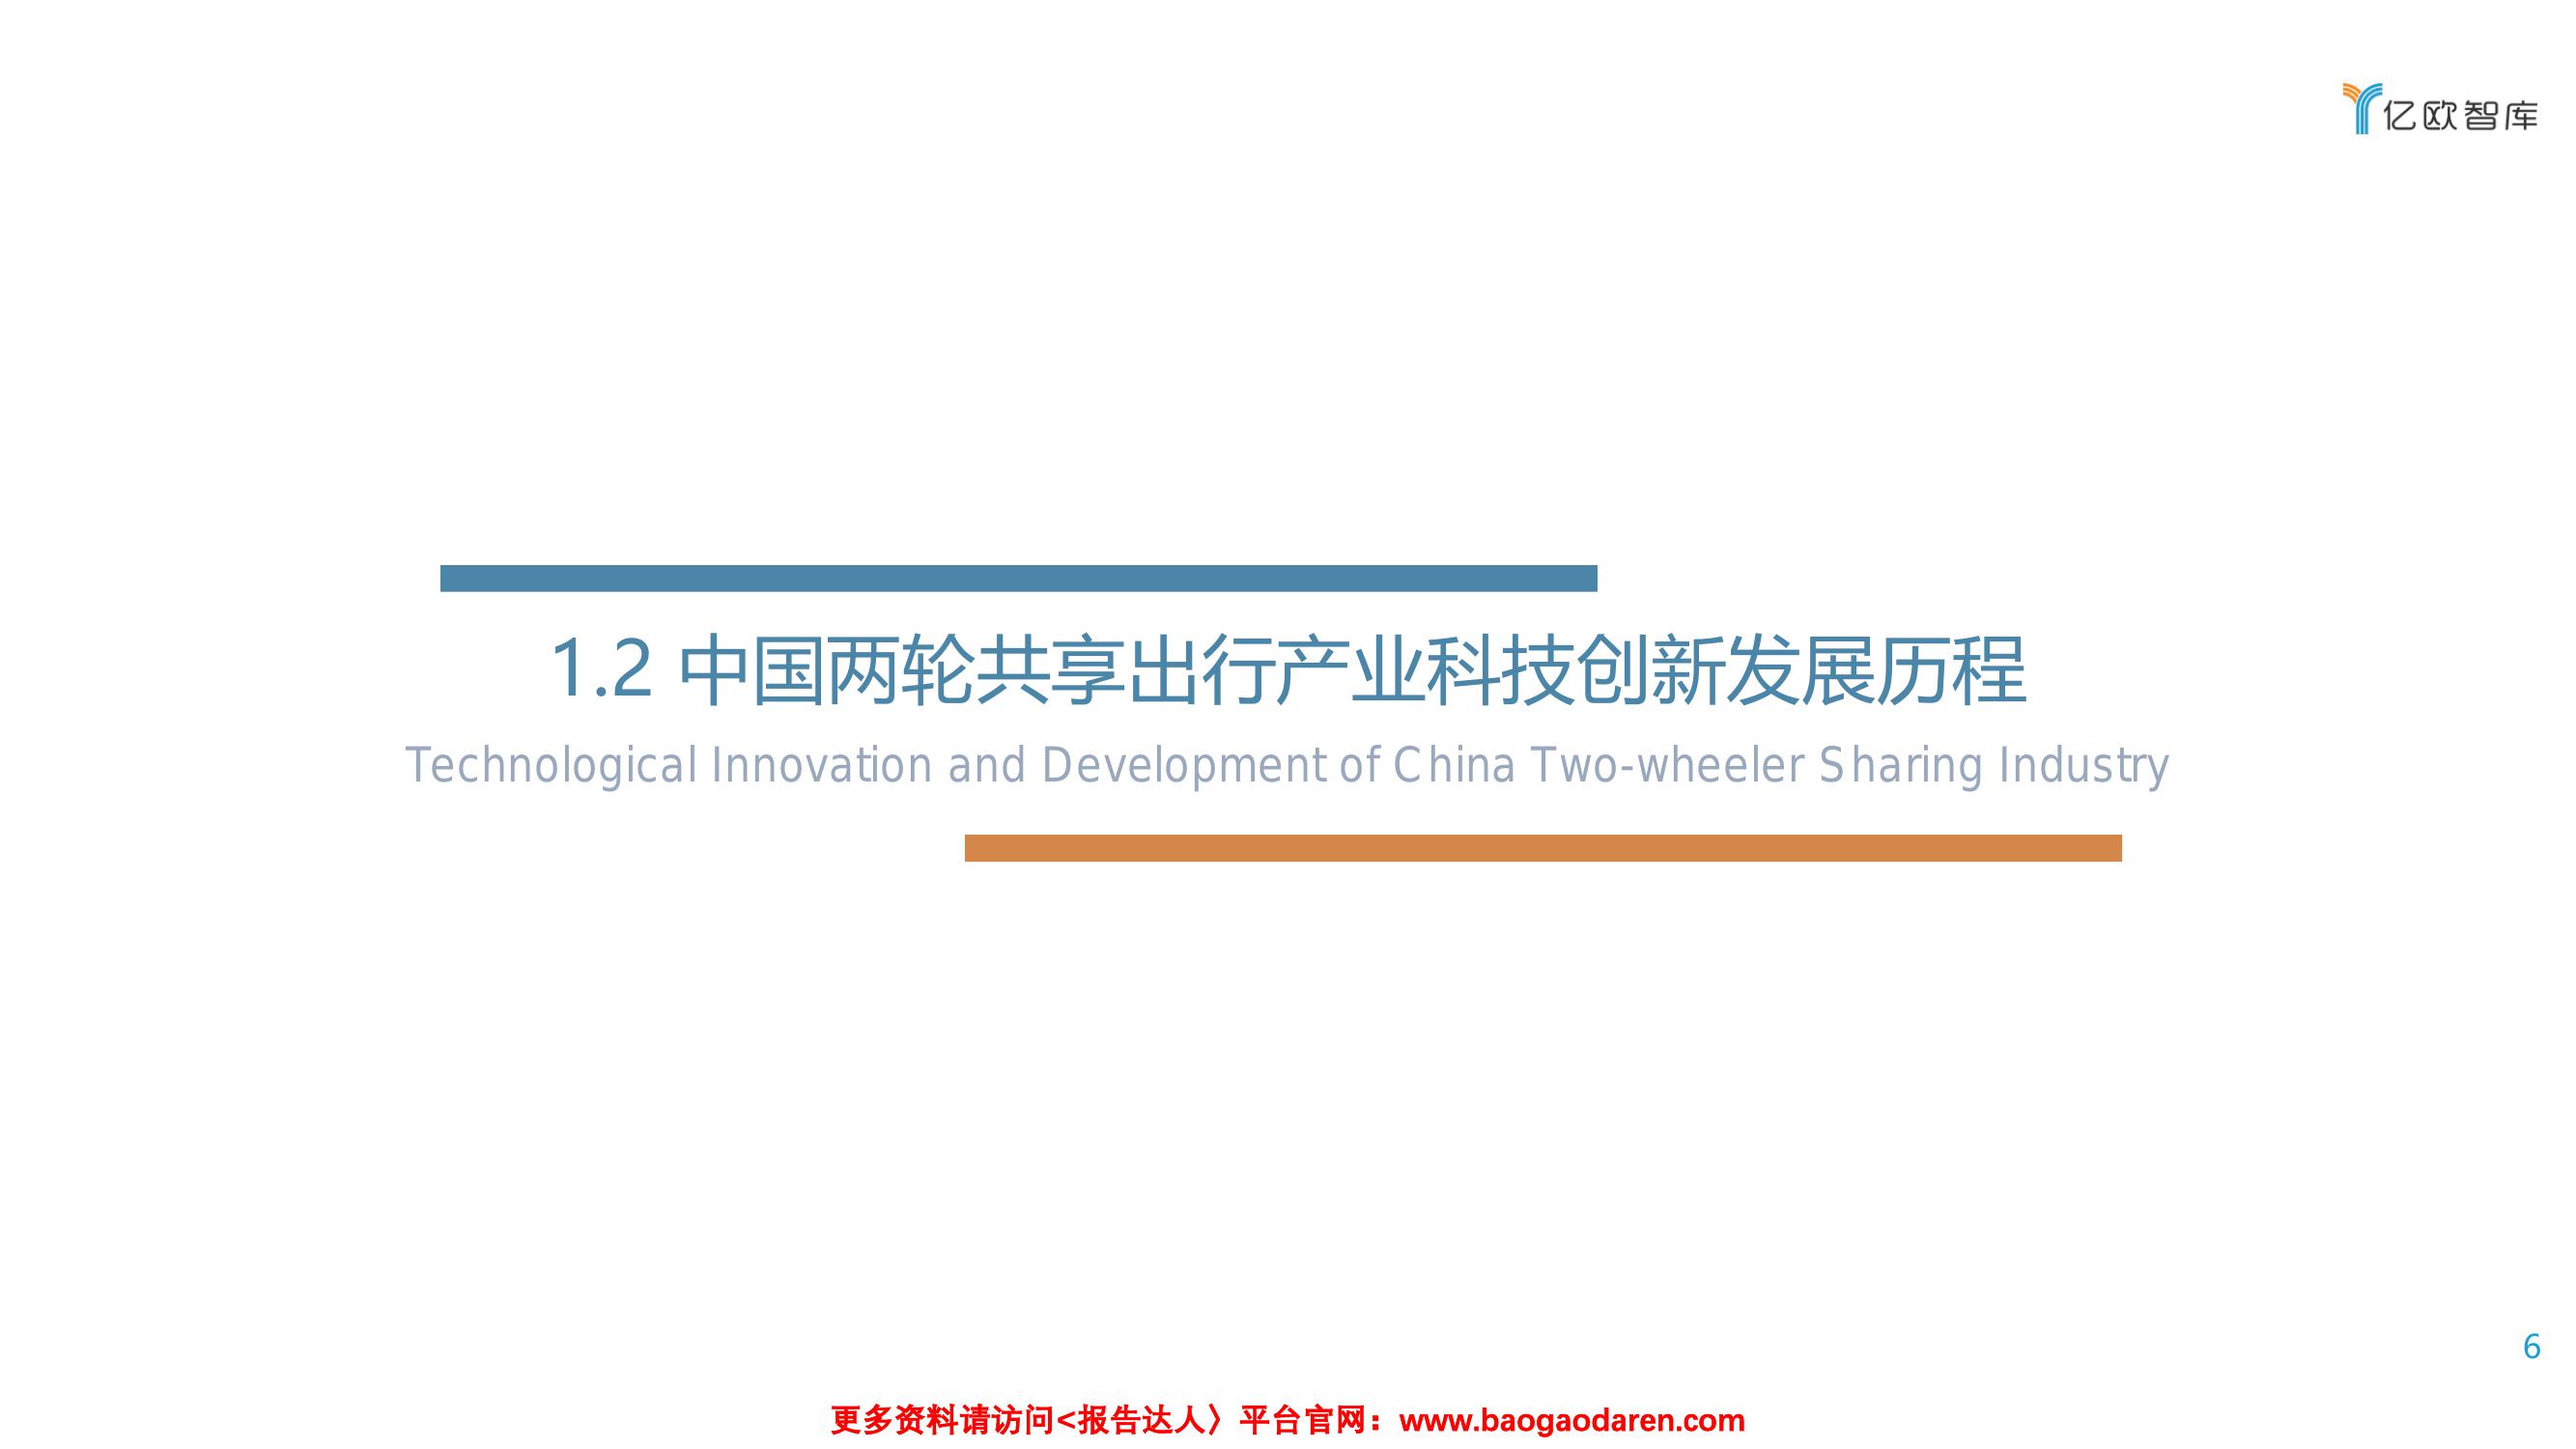 亿欧智库
1.2 中国两轮共享出行产业科技创新发展历程
Technological Innovation and Development of China Two-wheeler Sharing Industry
6
更多资料请访问<报告达人〉平台官网：www.baogaodaren.com